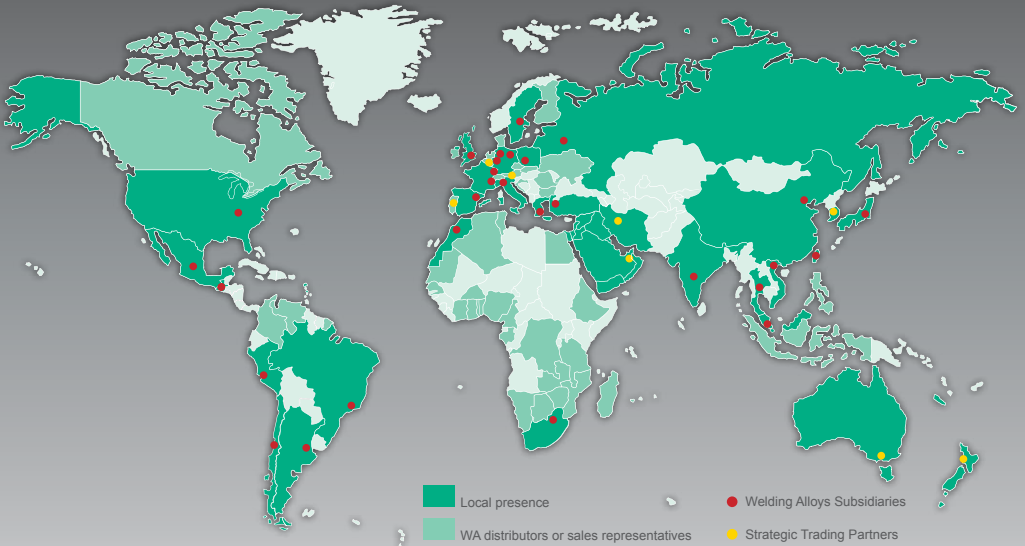 Local presence
WA distributors or sales representatives
Welding Alloys Subsidiaries
Strategic Trading Partners